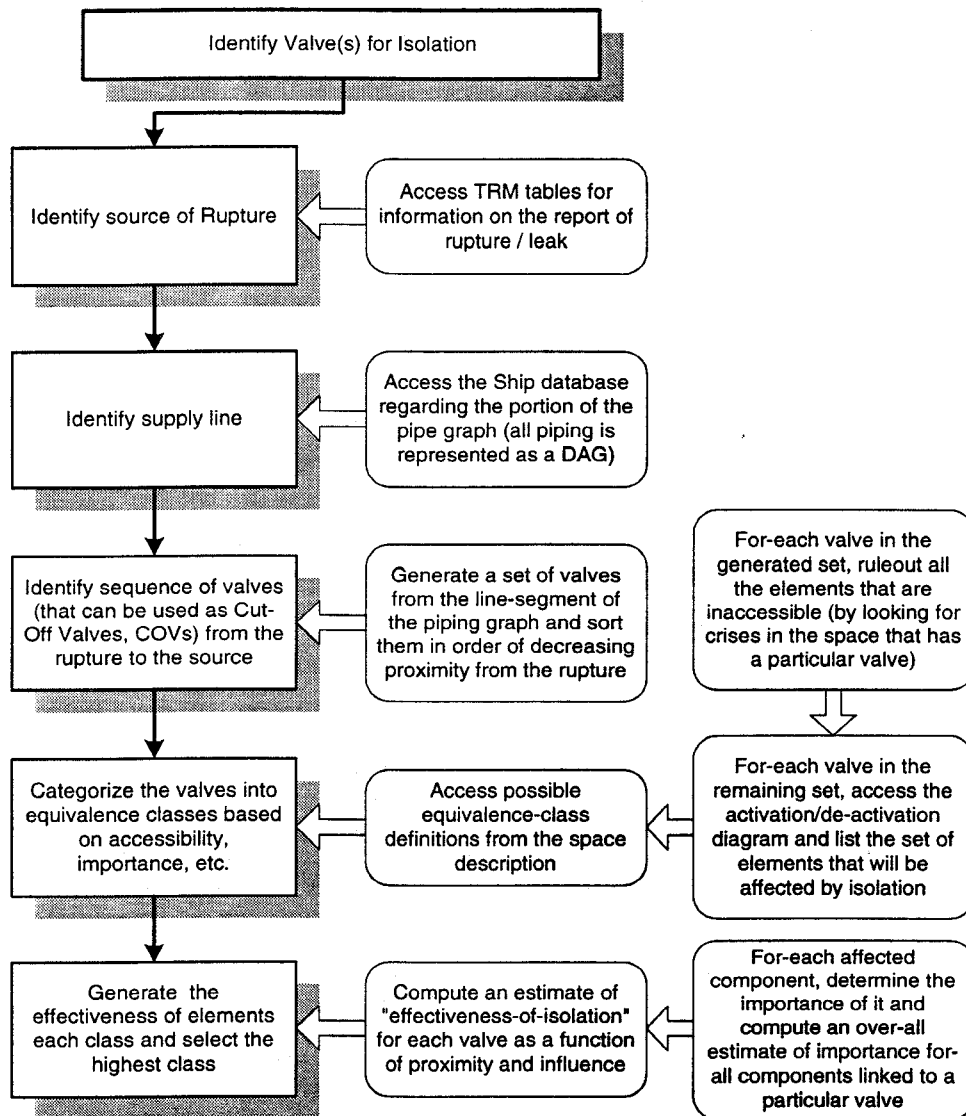 Identify Valve(s) for Isolation
Identify source of Rupture
Access TRM tables for
information on the report of
rupture / leak
Identify supply line
Access the Ship database
regarding the portion of the
pipe graph (all piping is
represented as a DAG)
Identify sequence of valves
(that can be used as Cut-
Off Valves, COVs) from the
rupture to the source
Generate a set of valves
from the line-segment of
the piping graph and sort
them in order of decreasing
proximity from the rupture
For-each valve in the
generated set, ruleout all
the elements that are
inaccessible (by looking for
crises in the space that has
a particular valve)
Categorize the valves into
equivalence classes based
on accessibility,
importance, etc.
Access possible
equivalence-class
definitions from the space
description
For-each valve in the
remaining set, access the
activation/de-activation
diagram and list the set of
elements that will be
affected by isolation
Generate the
effectiveness of elements
each class and select the
highest class
Compute an estimate of
"effectiveness-of-isolation"
for each valve as a function
of proximity and influence
For-each affected
component, determine the
importance of it and
compute an over-all
estimate of importance for-
all components linked to a
particular valve